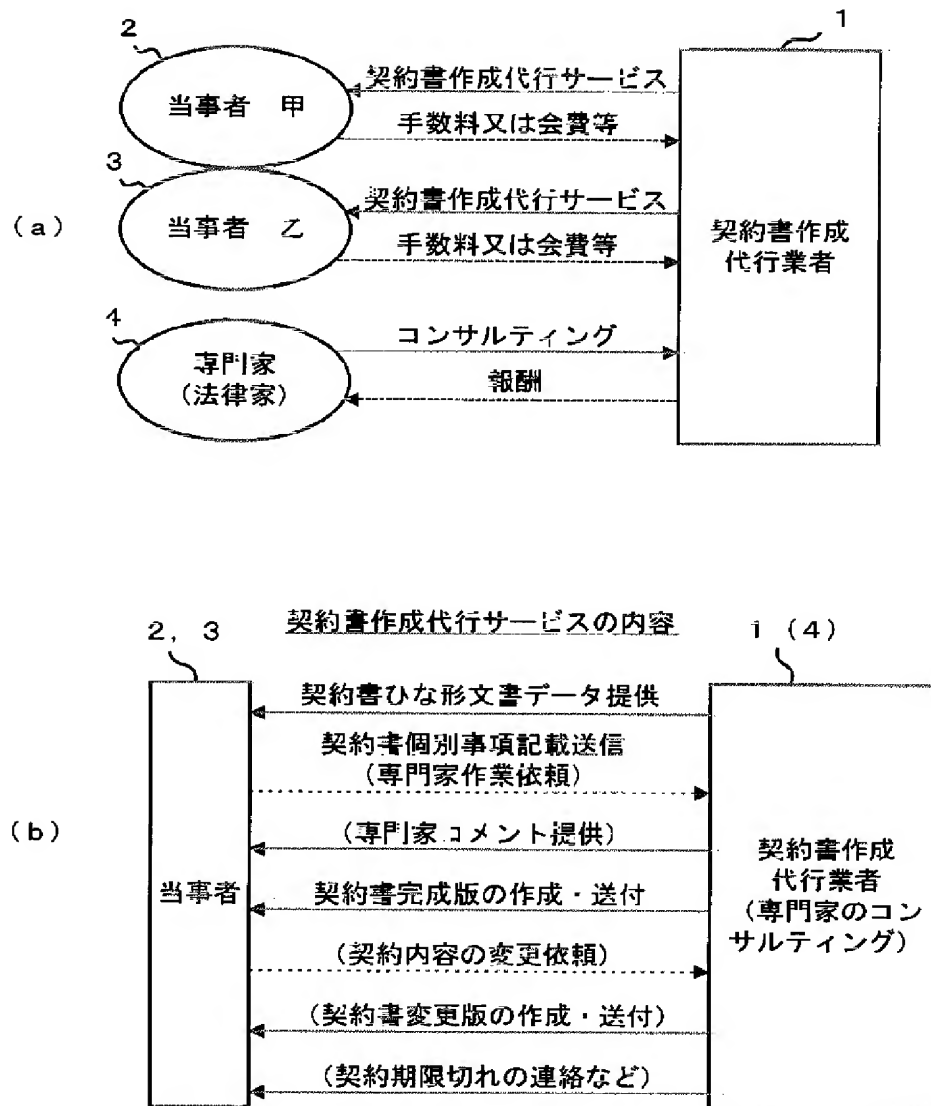 1
2
契約書作成代行サービス
当事者 甲
手数料又は会費等
3
契約書作成代行サービス
(a)
当事者 乙
手数料又は会費等
契約書作成
代行業者
4
コンサルティング
専門家
(法律家)
報酬
契約書作成代行サービスの内容
2, 3
1 (4)
契約書ひな形文書データ提供
契約書個別事項記載送信
(専門家作業依頼)
(b)
(専門家コメント提供)
契約書作成
代行業者
(専門家のコン
サルティング)
当事者
契約書完成版の作成・送付
(契約内容の変更依頼)
(契約書変更版の作成・送付)
(契約期限切れの連絡など)